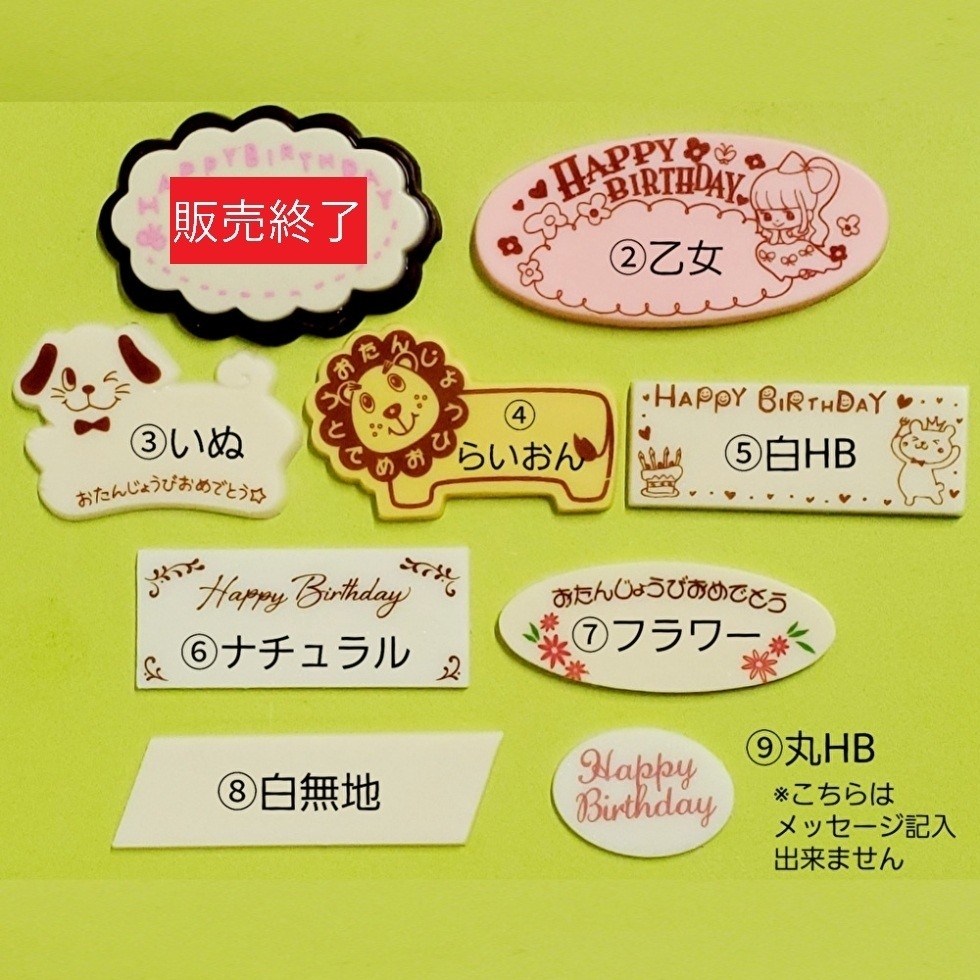 HAPPY BIRTHDAY
販売終了
HAPPY
BIRTHDAY
②乙女
おたんじょうびおめでとう
③いぬ
④
らいおん
おたんじょうびおめでとう☆
HAPPY BIRTHDAY
⑤白HB
Happy Birthday
⑥ナチュラル
おたんじょうびおめでとう
⑦フラワー
⑧白無地
Happy
Birthday
⑨丸HB
※こちらは
メッセージ記入
出来ません